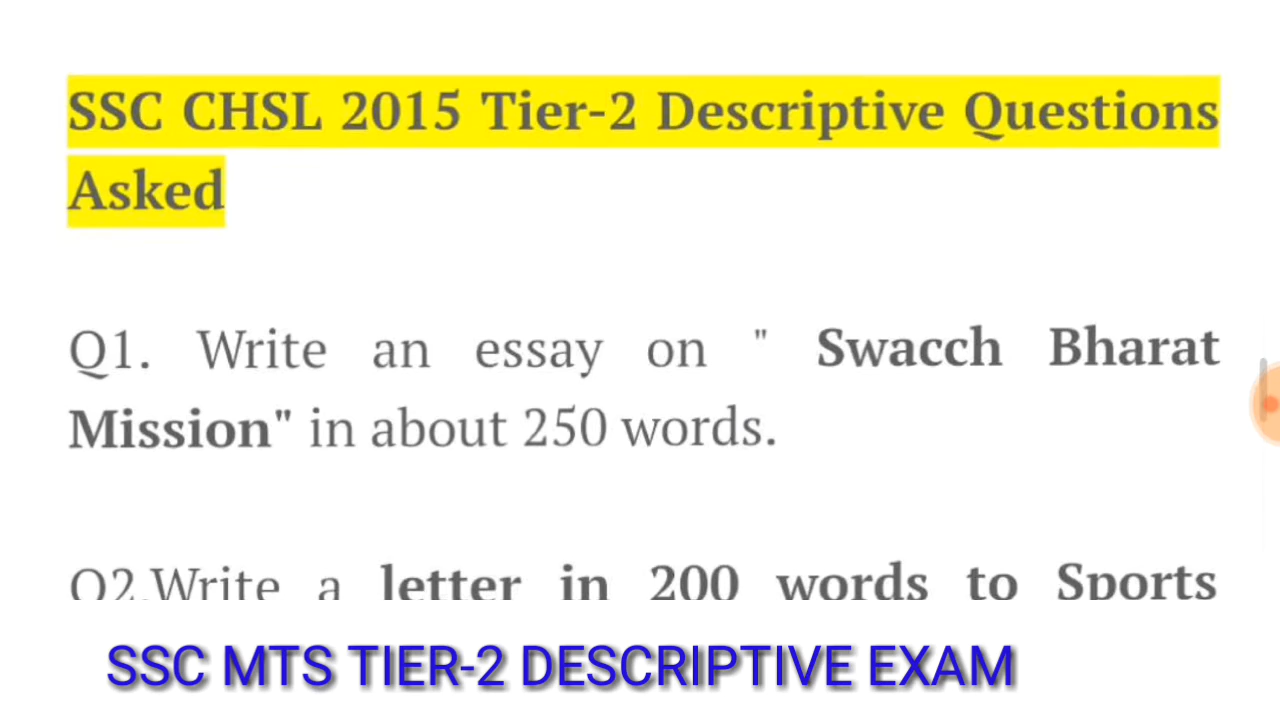 SSC CHSL 2015 Tier-2 Descriptive Questions
Asked
Q1. Write an essay on " Swacch Bharat
Mission" in about 250 words.
Q2.Write a letter in 200 words to Sports
SSC MTS TIER-2 DESCRIPTIVE EXAM